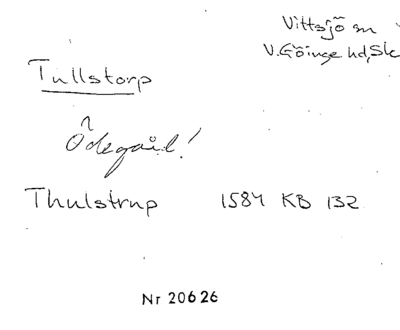 Vittsjö sn
V. Göinge hd, Sk
Tullstorp
Ödegård!
Thulstrup 1584 KB 132
Nr 20626